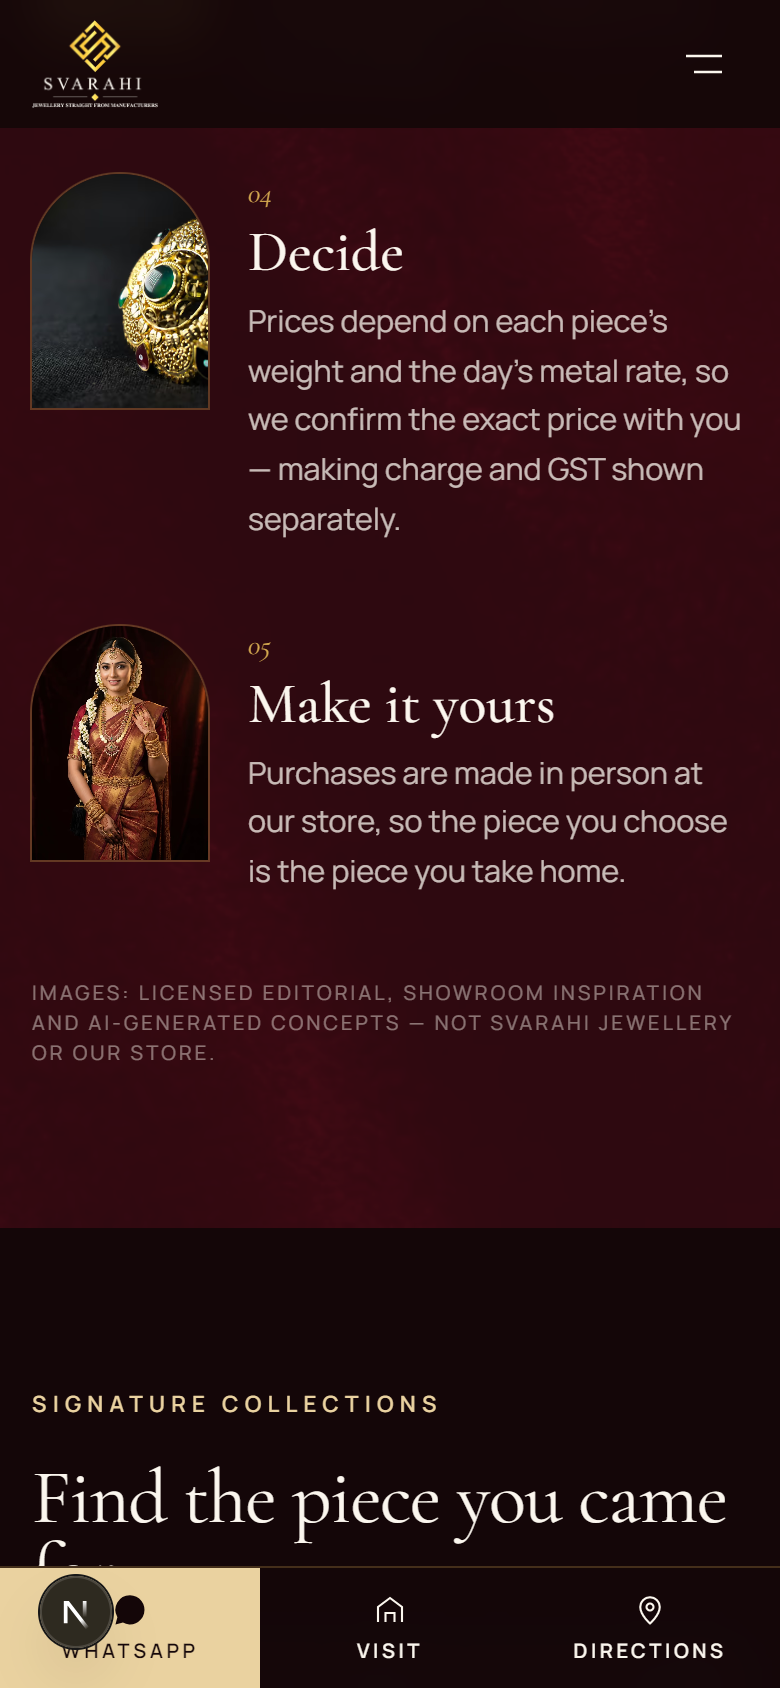 SVARAHI
JEWELLERY STRAIGHT FROM MANUFACTURERS
04
Decide
Prices depend on each piece's
weight and the day's metal rate, so
we confirm the exact price with you
— making charge and GST shown
separately.
05
Make it yours
Purchases are made in person at
our store, so the piece you choose
is the piece you take home.
IMAGES: LICENSED EDITORIAL, SHOWROOM INSPIRATION
AND AI-GENERATED CONCEPTS — NOT SVARAHI JEWELLERY
OR OUR STORE.
SIGNATURE COLLECTIONS
Find the piece you came
N
WHATSAPP
VISIT
DIRECTIONS